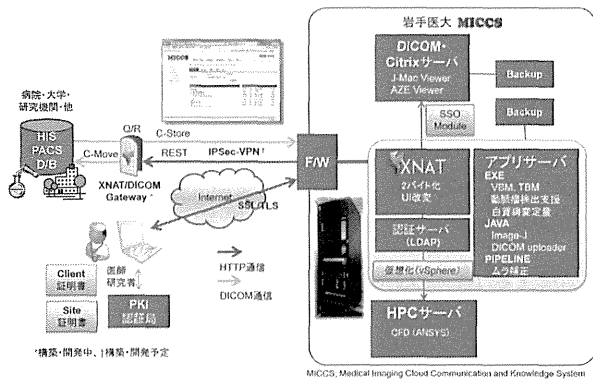 岩手医大 MICCS
MICCS
DICOM・
Citrixサーバ
J-Mac Viewer
AZE Viewer
Backup
Backup
SSO
Module
病院・大学・
研究機関・他
HIS
PACS
D/B
Q/R
C-Store
C-Move
REST
IPSec-VPN†
F/W
XNAT/DICOM
Gateway*
Internet
SSL/TLS
XNAT
2バイト化
UI改変
認証サーバ
(LDAP)
仮想化(vSphere)
アプリサーバ
EXE
VBM, TBM
動脈瘤検出支援
白質病変定量
JAVA
Image-J
DICOM uploader
PIPELINE
ムラ補正
HPCサーバ
CFD (ANSYS)
医師
研究者
Client
証明書
Site
証明書
PKI
認証局
HTTP通信
DICOM通信
*構築・開発中、†構築・開発予定
MICCS, Medical Imaging Cloud Communication and Knowledge System